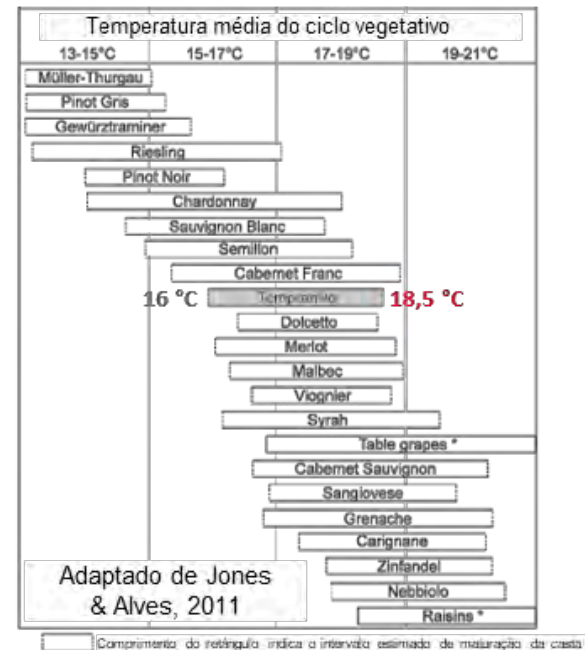 Temperatura média do ciclo vegetativo
13-15°C 15-17°C 17-19°C 19-21°C
Müller-Thurgau
Pinot Gris
Gewürztraminer
Riesling
Pinot Noir
Chardonnay
Sauvignon Blanc
Semillon
Cabernet Franc
16 °C Tempranillo 18,5 °C
Dolcetto
Merlot
Malbec
Viognier
Syrah
Table grapes *
Cabernet Sauvignon
Sangiovese
Grenache
Carignane
Zinfandel
Nebbiolo
Raisins *
Adaptado de Jones
& Alves, 2011
Comprimento do retângulo indica o intervalo estimado de maturação da casta